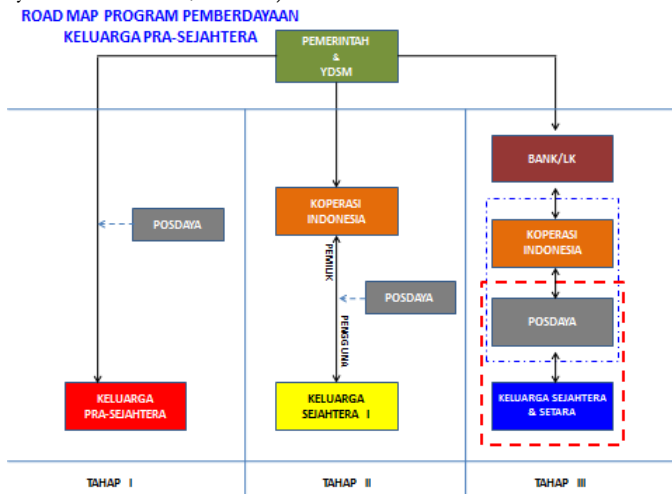 ROAD MAP PROGRAM PEMBERDAYAAN
KELUARGA PRA-SEJAHTERA
PEMERINTAH
&
YDSM
BANK/LK
KOPERASI
INDONESIA
KOPERASI
INDONESIA
POSDAYA
PEMILIK
POSDAYA
POSDAYA
PENGGUNA
KELUARGA
PRA-SEJAHTERA
KELUARGA
SEJAHTERA I
KELUARGA SEJAHTERA
& SETARA
TAHAP I
TAHAP II
TAHAP III